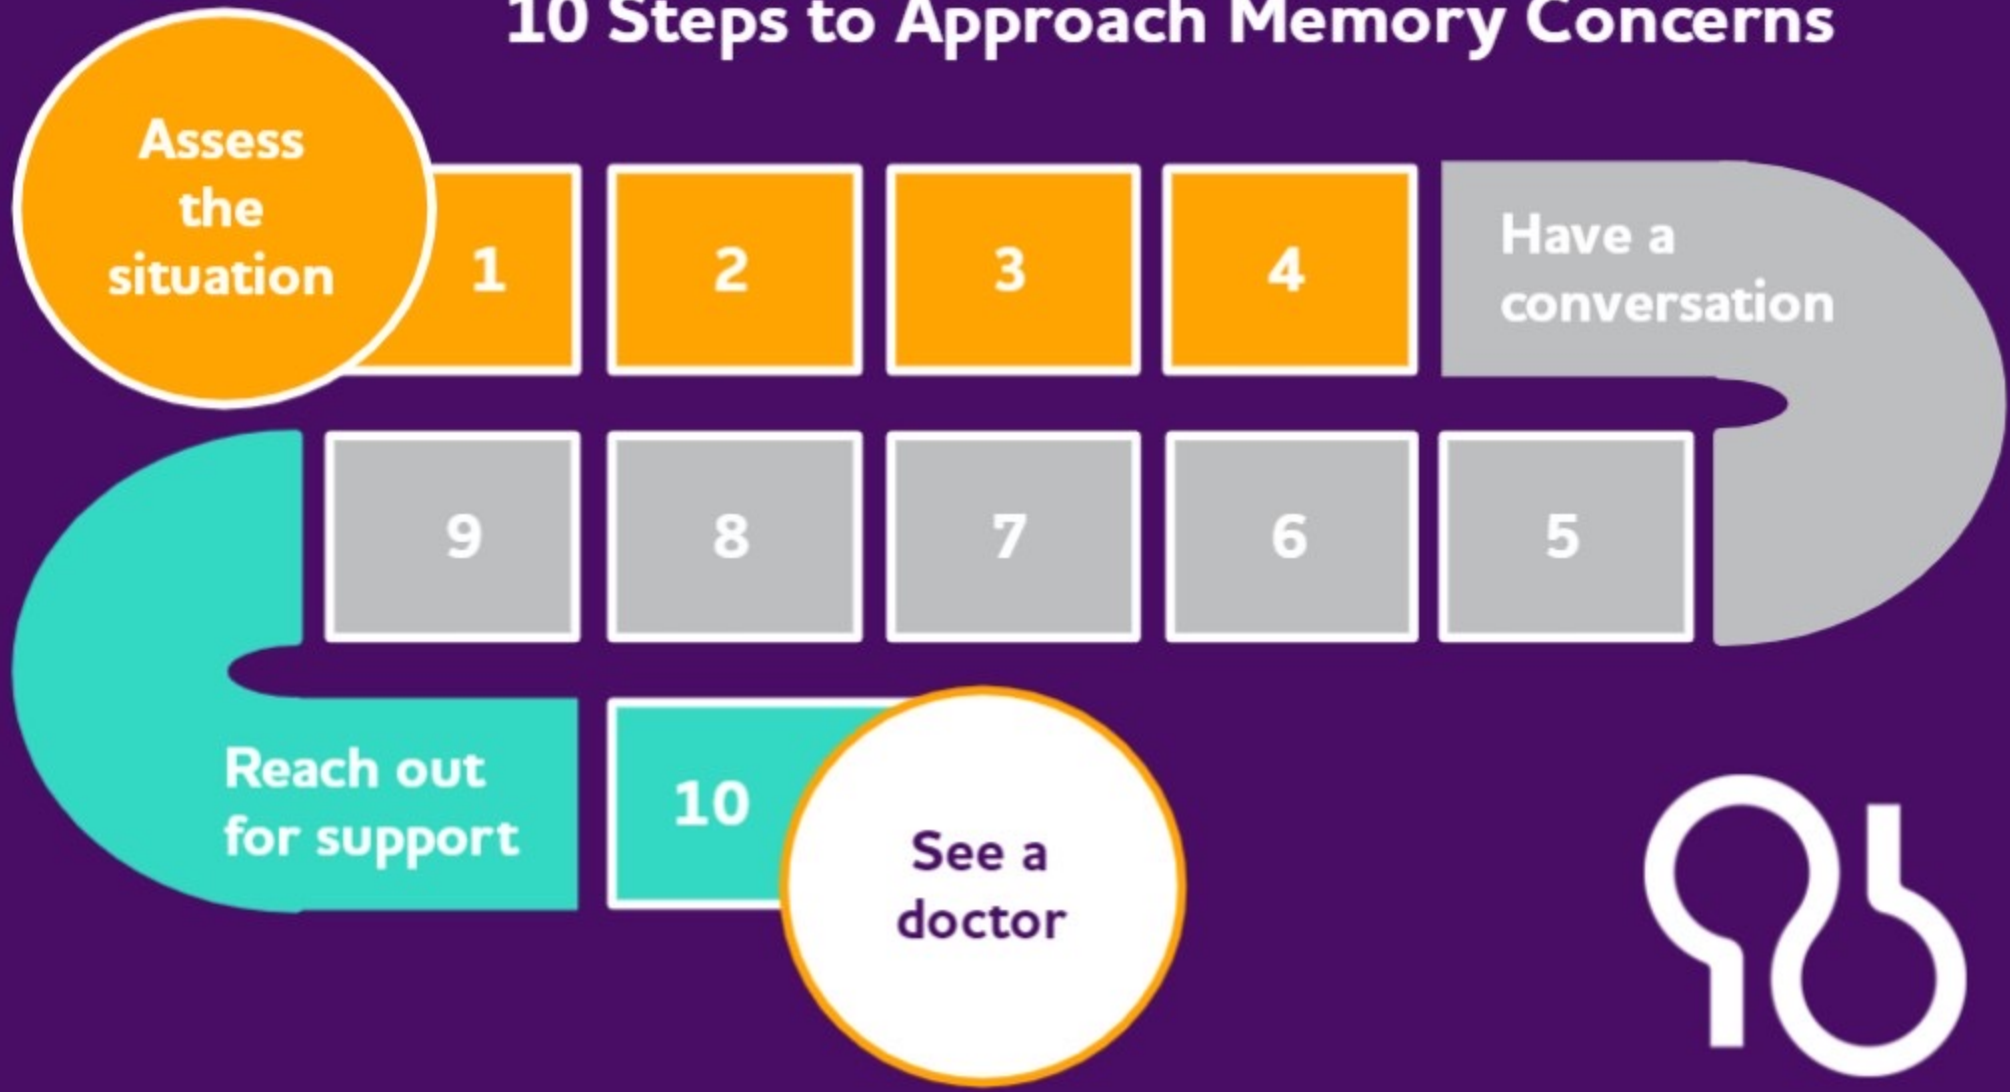 10 Steps to Approach Memory Concerns
Assess
the
situation
1
2
3
4
Have a
conversation
5
6
7
8
9
Reach out
for support
10
See a
doctor